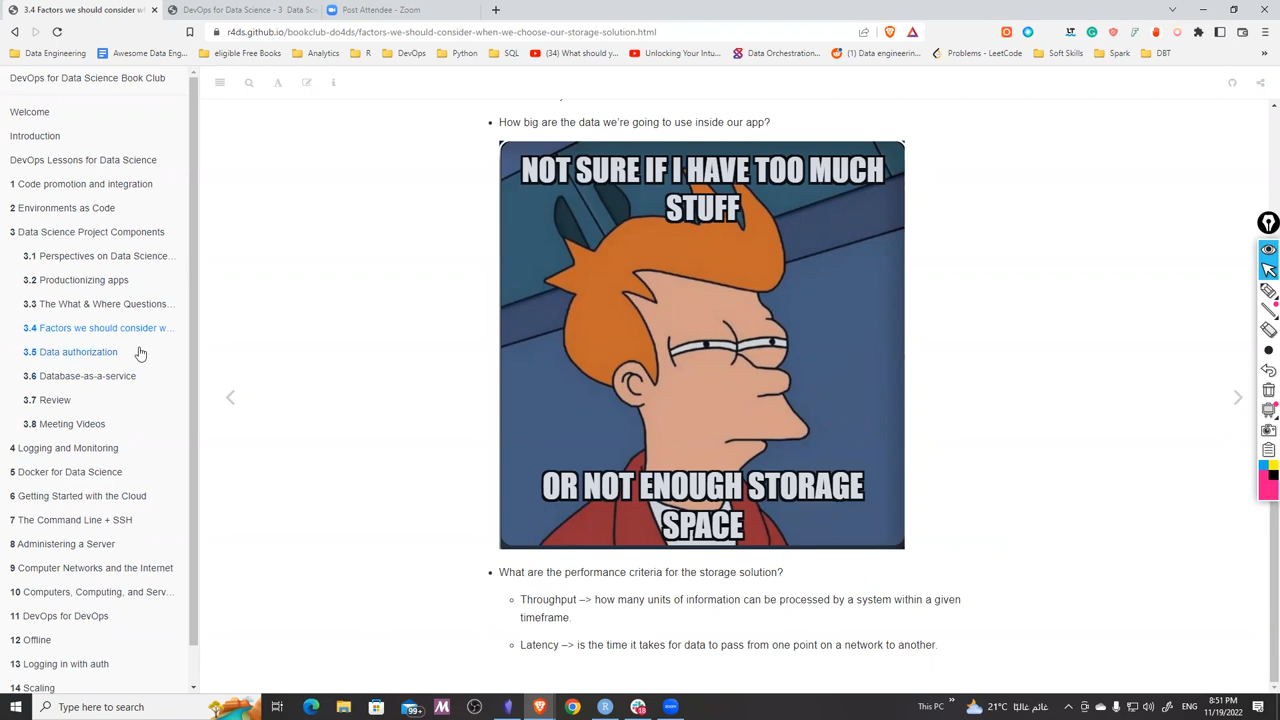 3.4 Factors we should consider w
DevOps for Data Science - 3 Data Sci
Post Attendee - Zoom
r4ds.github.io/bookclub-do4ds/factors-we-should-consider-when-we-choose-our-storage-solution.html
Data Engineering
Awesome Data Eng...
eligible Free Books
Analytics
R
DevOps
Python
SQL
(34) What should y...
Unlocking Your Intu...
Data Orchestration...
(1) Data engineerin...
Problems - LeetCode
Soft Skills
Spark
DBT
DevOps for Data Science Book Club
Welcome
Introduction
DevOps Lessons for Data Science
1 Code promotion and integration
2 Environments as Code
3 Data Science Project Components
3.1 Perspectives on Data Science...
3.2 Productionizing apps
3.3 The What & Where Questions...
3.4 Factors we should consider w...
3.5 Data authorization
3.6 Database-as-a-service
3.7 Review
3.8 Meeting Videos
4 Logging and Monitoring
5 Docker for Data Science
6 Getting Started with the Cloud
7 The Command Line + SSH
8 Administering a Server
9 Computer Networks and the Internet
10 Computers, Computing, and Serv...
11 DevOps for DevOps
12 Offline
13 Logging in with auth
14 Scaling
• How big are the data we're going to use inside our app?
NOT SURE IF I HAVE TOO MUCH
STUFF
OR NOT ENOUGH STORAGE
SPACE
• What are the performance criteria for the storage solution?
Throughput –> how many units of information can be processed by a system within a given
timeframe.
Latency –> is the time it takes for data to pass from one point on a network to another.
Type here to search
99+
This PC
21°C
غائم غالبًا
8:51 PM
11/19/2022